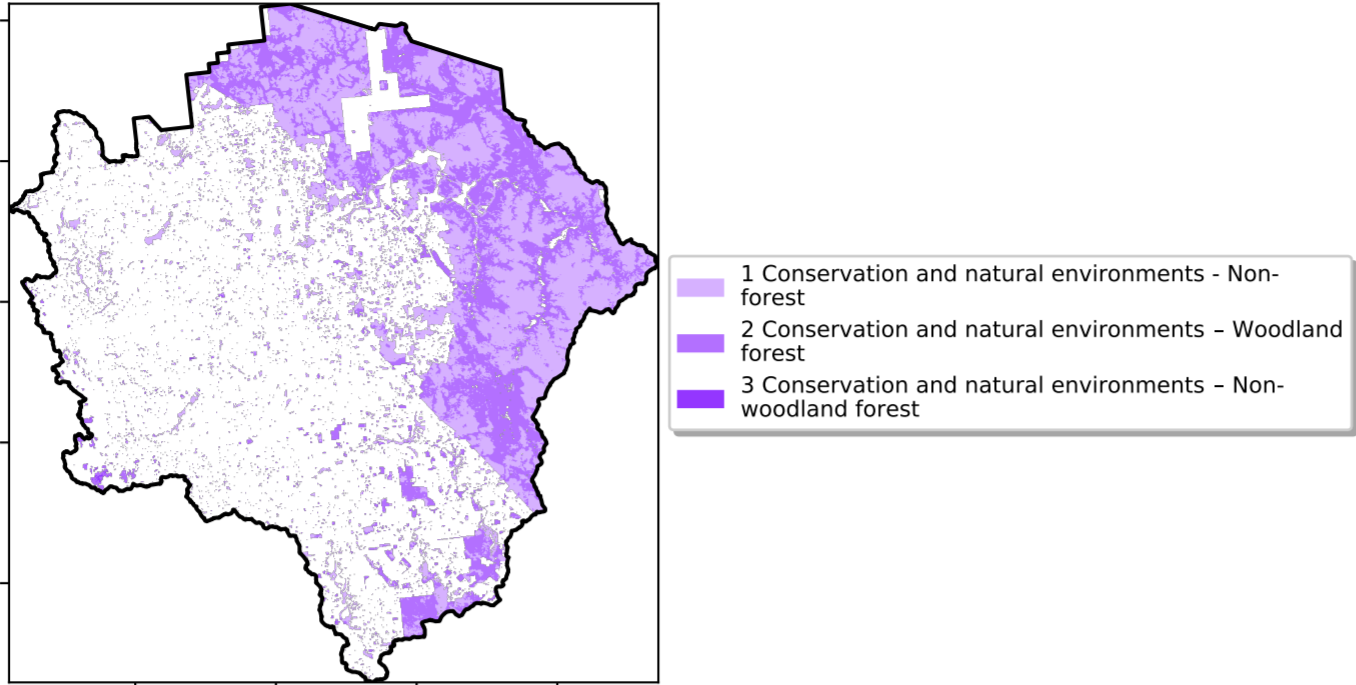 1 Conservation and natural environments - Non-
forest
2 Conservation and natural environments – Woodland
forest
3 Conservation and natural environments – Non-
woodland forest